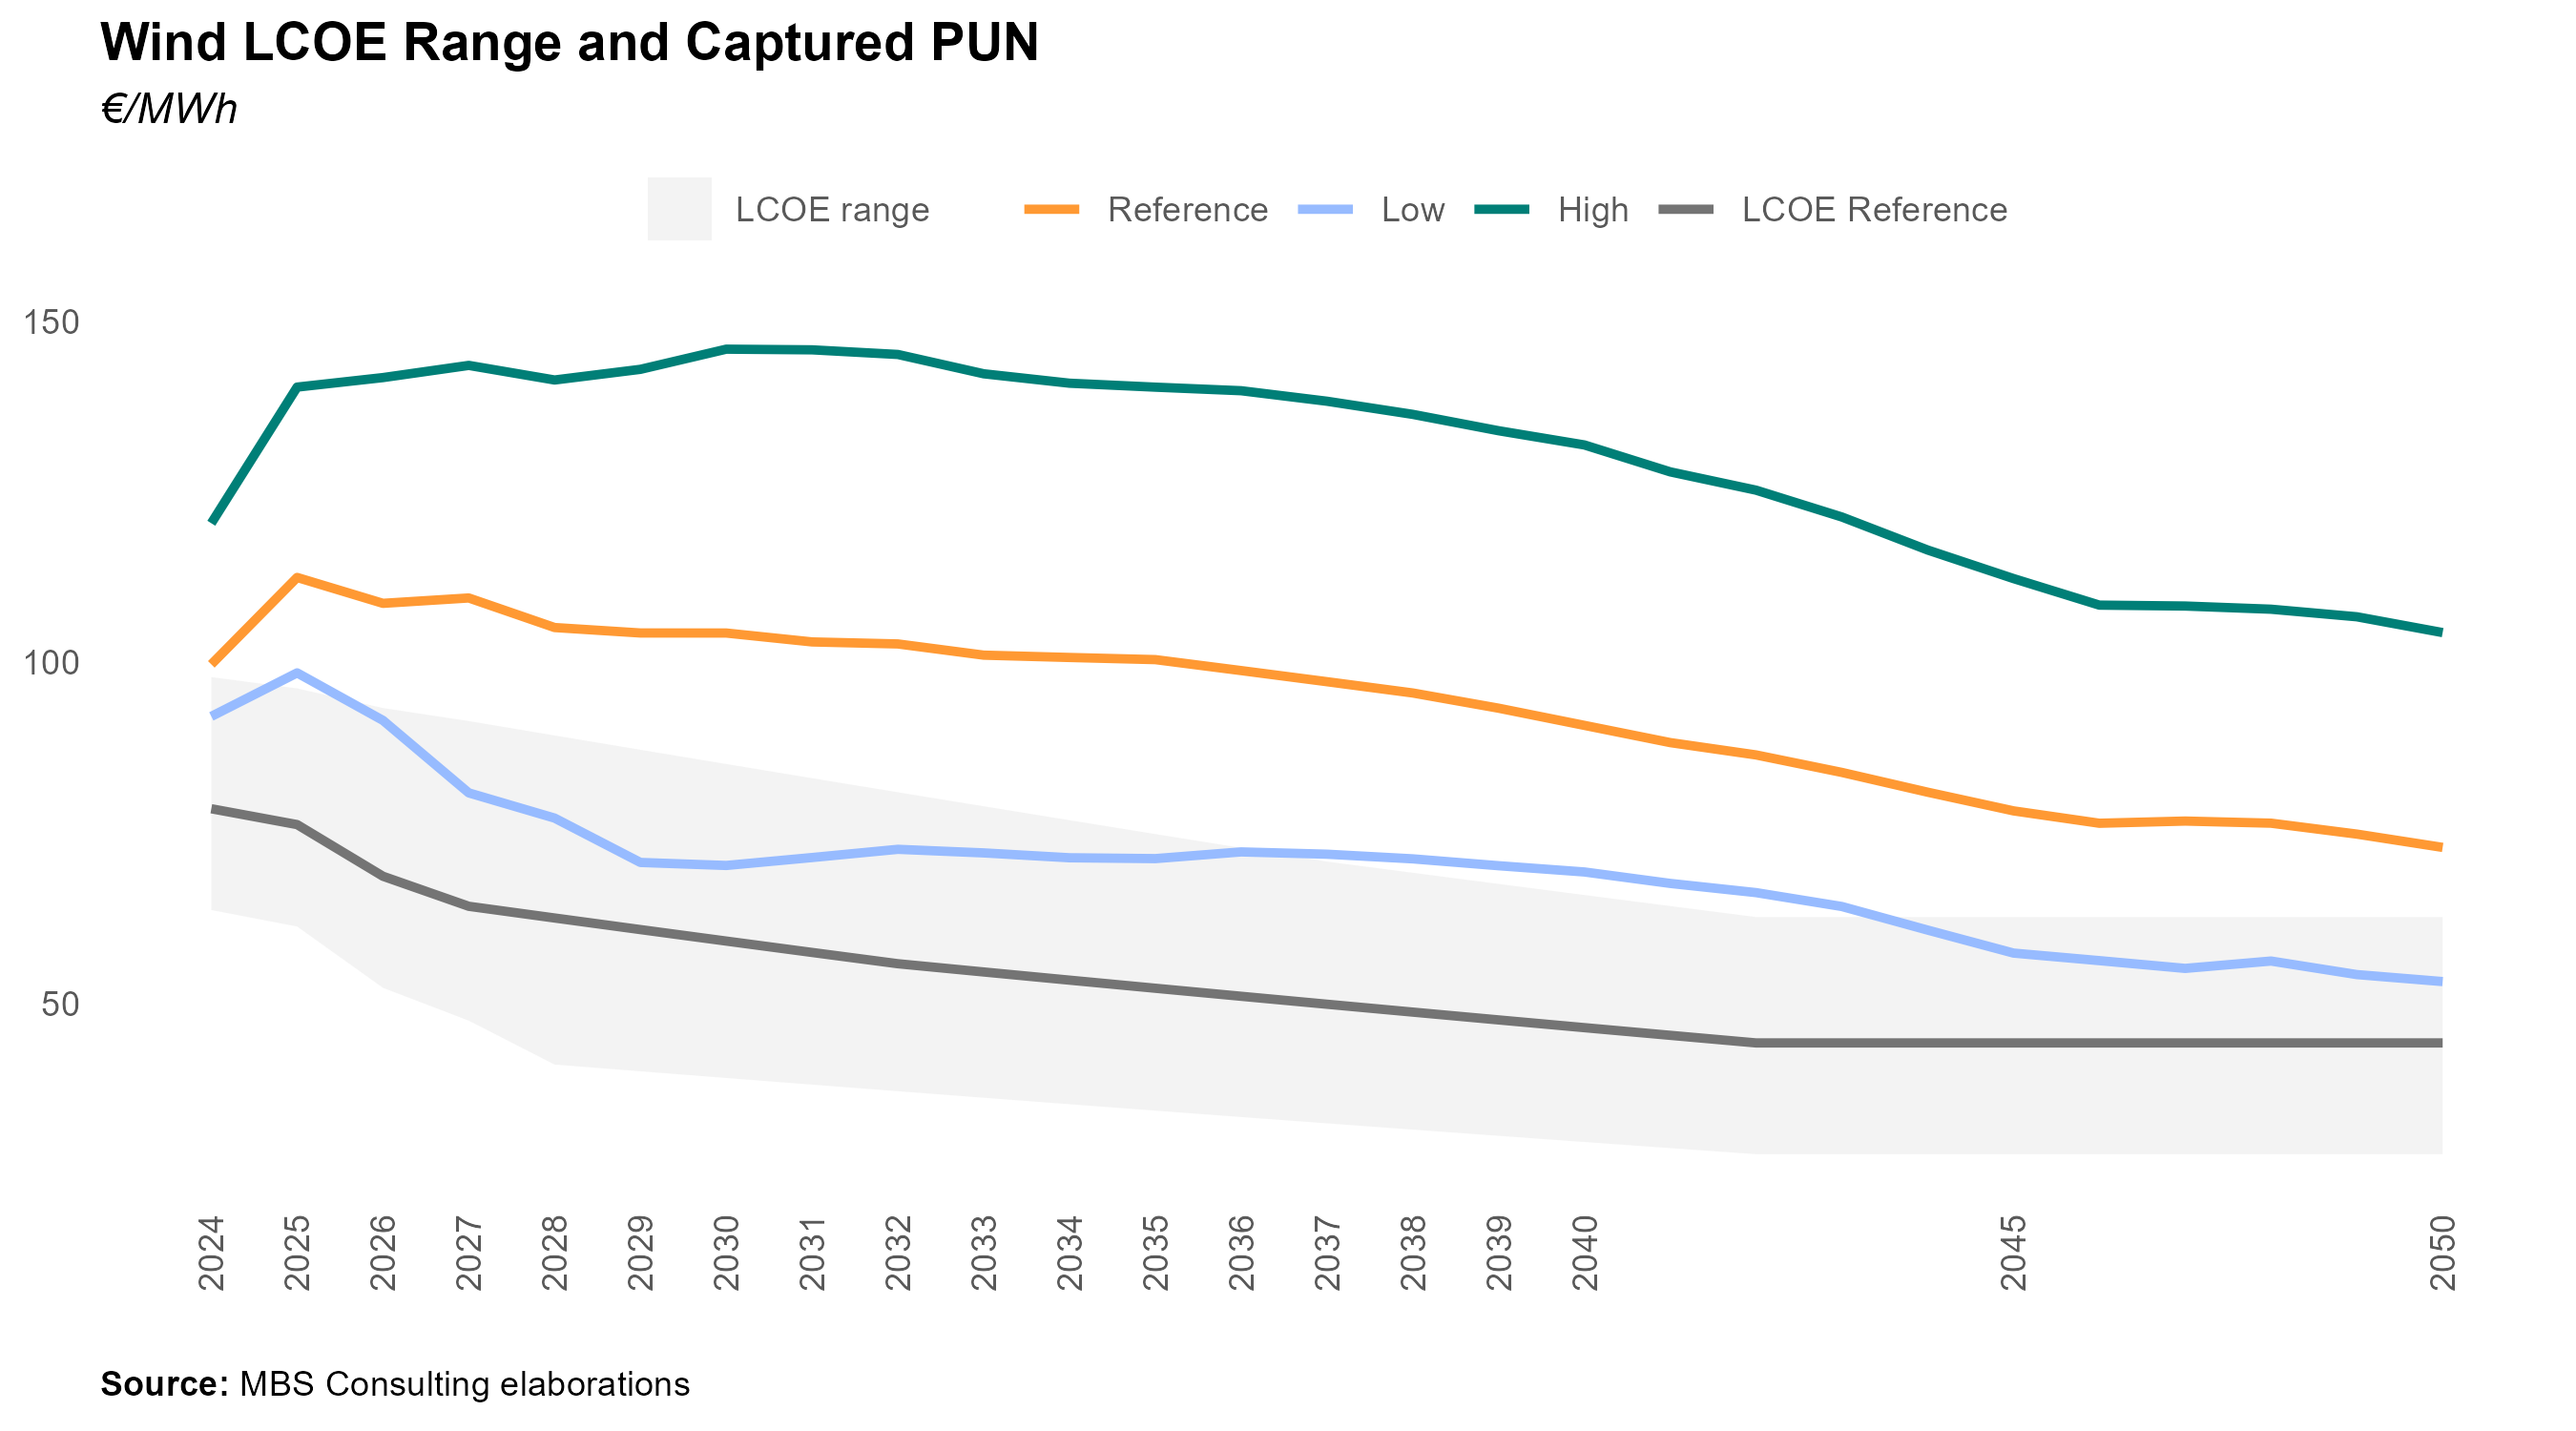 Wind LCOE Range and Captured PUN
€/MWh
LCOE range Reference Low High LCOE Reference
150
100
50
2024 2025 2026 2027 2028 2029 2030 2031 2032 2033 2034 2035 2036 2037 2038 2039 2040 2045 2050
Source: MBS Consulting elaborations